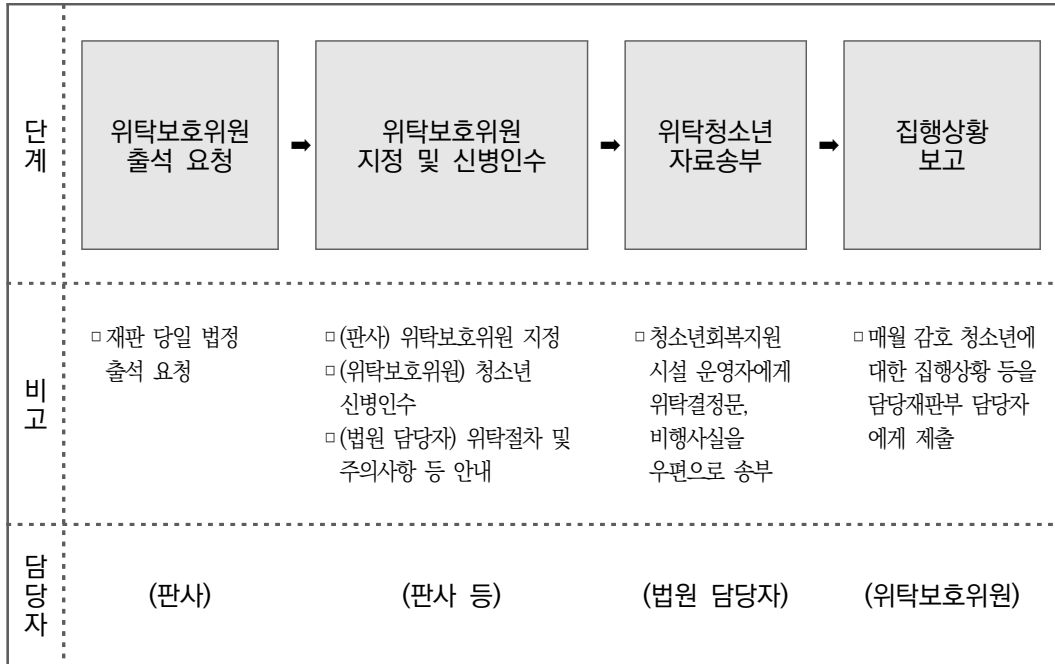 단계
위탁보호위원
출석 요청
➡
위탁보호위원
지정 및 신병인수
➡
위탁청소년
자료송부
➡
집행상황
보고
비고
□ 재판 당일 법정
출석 요청
□ (판사) 위탁보호위원 지정
□ (위탁보호위원) 청소년
신병인수
□ (법원 담당자) 위탁절차 및
주의사항 등 안내
□ 청소년회복지원
시설 운영자에게
위탁결정문,
비행사실을
우편으로 송부
□ 매월 감호 청소년에
대한 집행상황 등을
담당재판부 담당자
에게 제출
담당자
(판사)
(판사 등)
(법원 담당자)
(위탁보호위원)